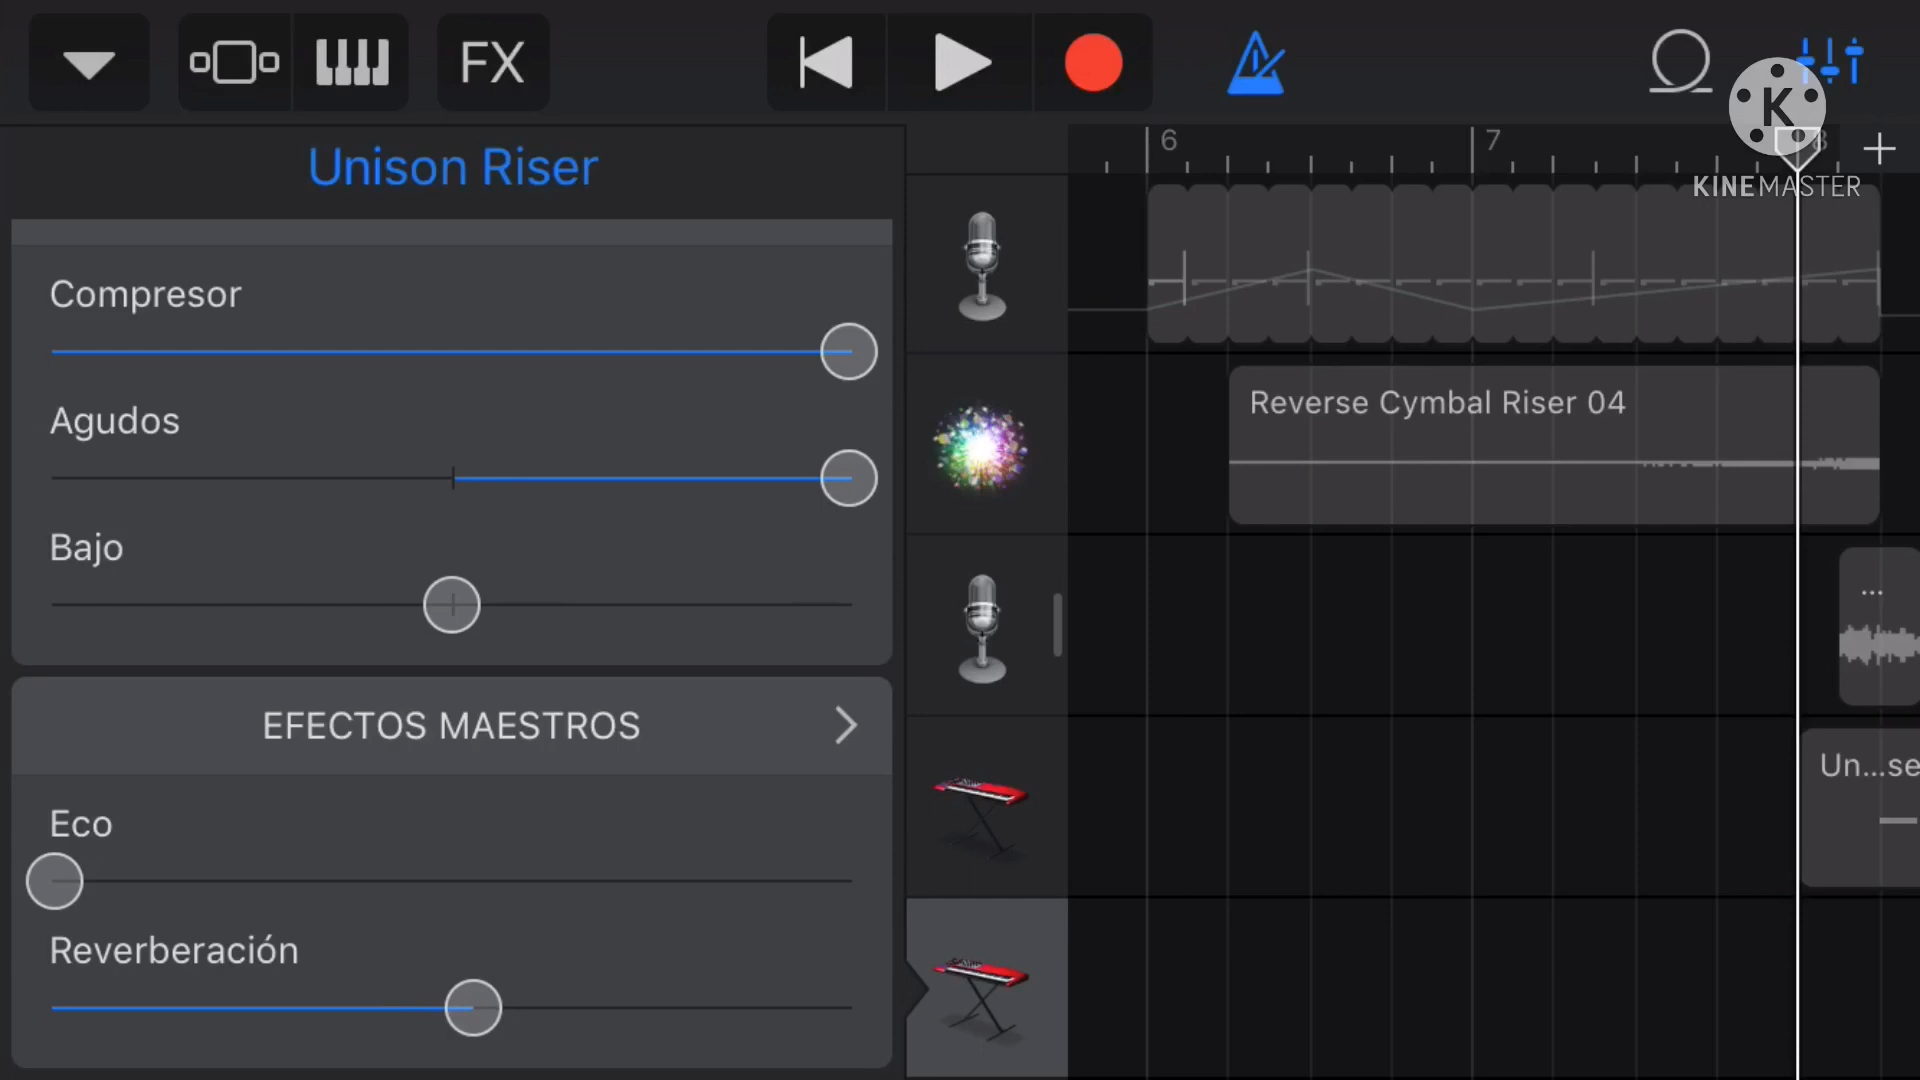 FX
6
7
8
K
KINEMASTER
Unison Riser
Compresor
Agudos
Bajo
EFECTOS MAESTROS
Eco
Reverberación
Reverse Cymbal Riser 04
...
Un...se